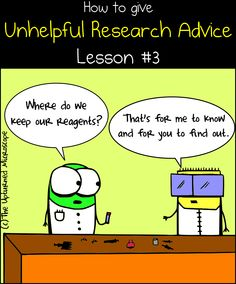 How to give
Unhelpful Research Advice
Lesson #3
Where do we
keep our reagents?
That's for me to know
and for you to find out.
(c) The Upturned Microscope